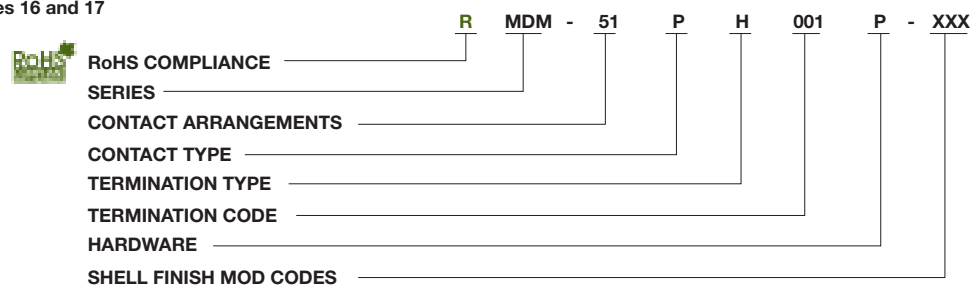 es 16 and 17
R MDM - 51 P H 001 P - XXX
RoHS
RoHS COMPLIANCE
SERIES
CONTACT ARRANGEMENTS
CONTACT TYPE
TERMINATION TYPE
TERMINATION CODE
HARDWARE
SHELL FINISH MOD CODES